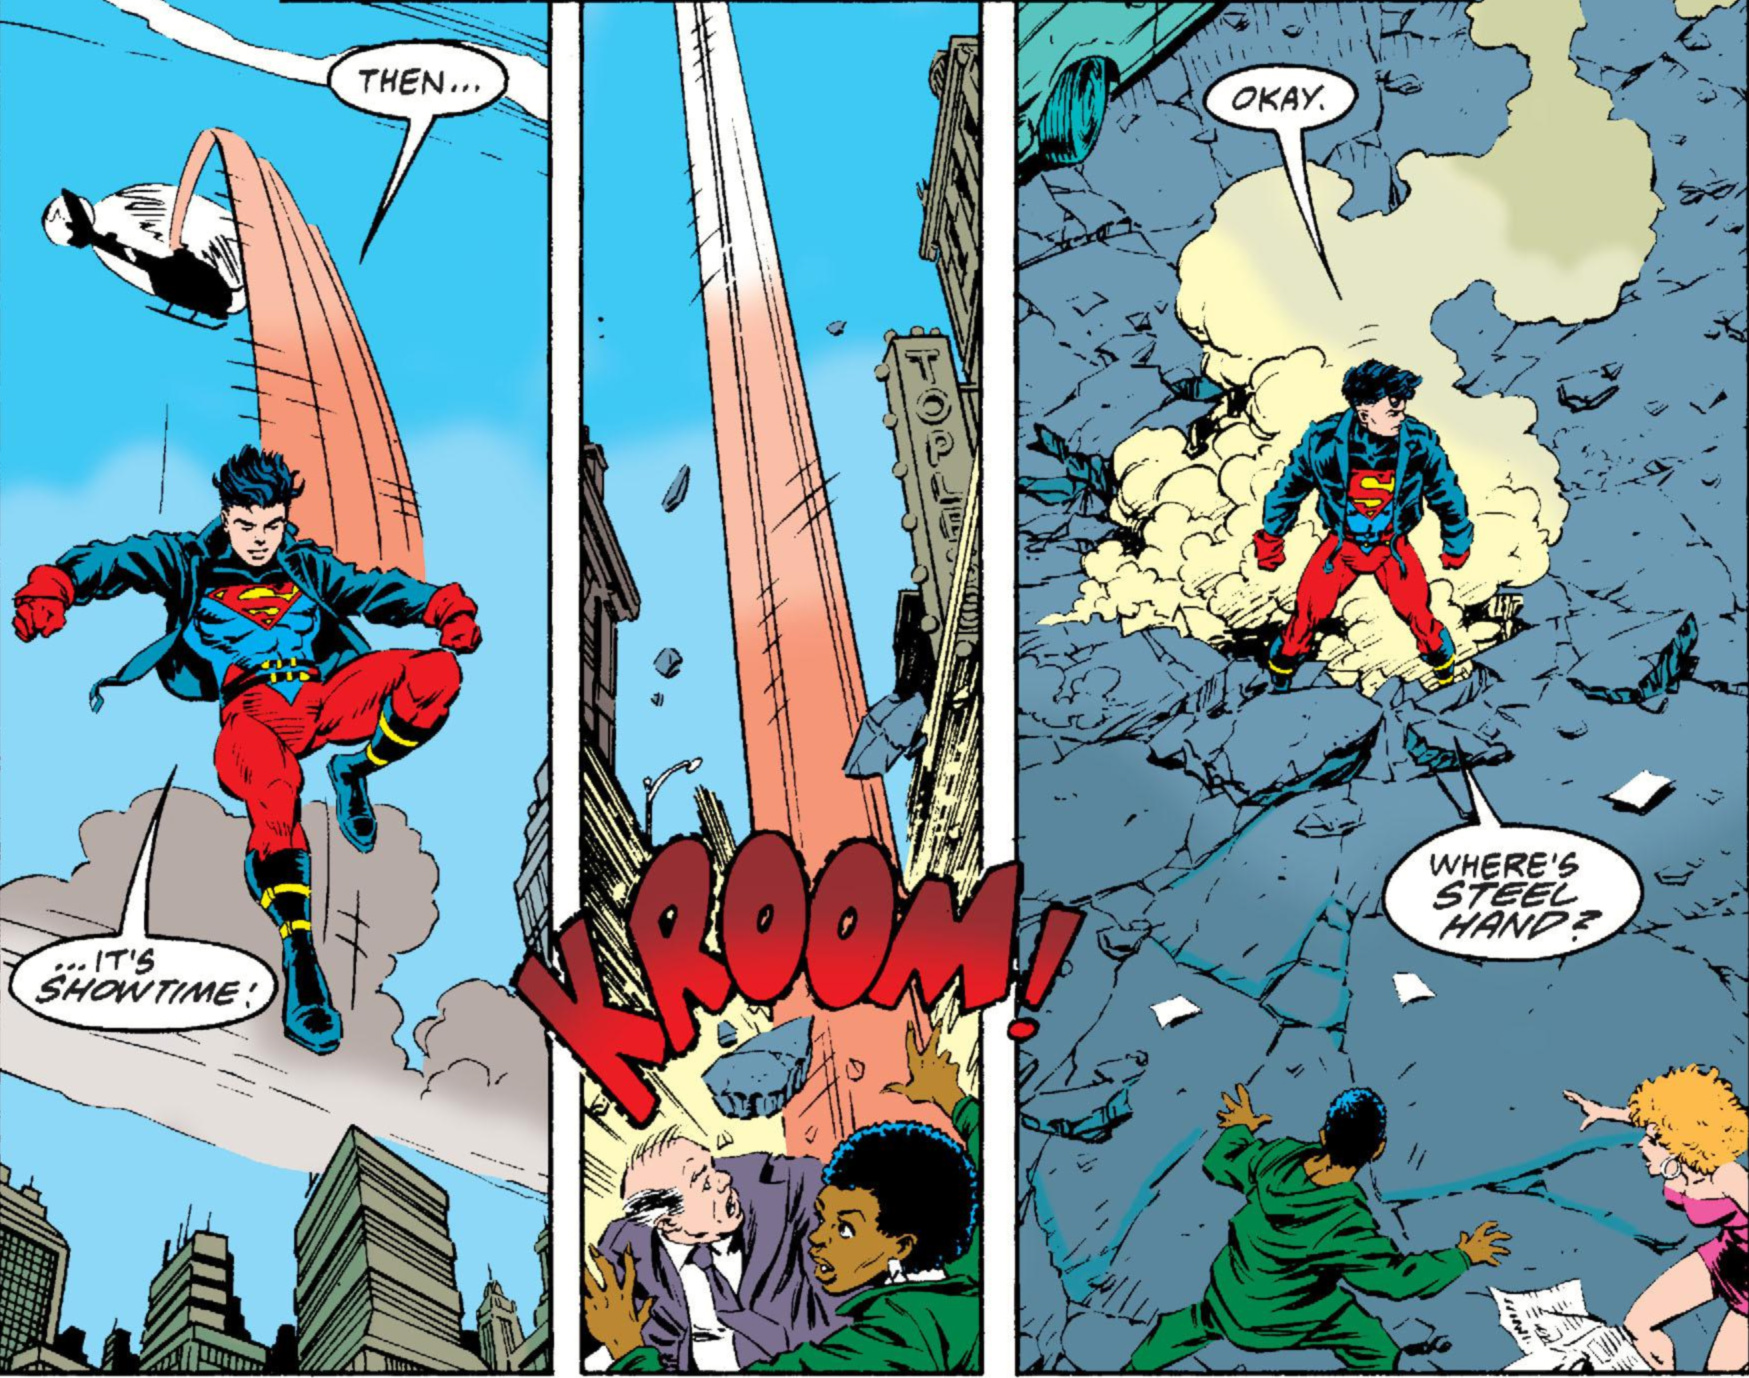 THEN...
...IT'S
SHOWTIME!
TOPLE
KROOM!
OKAY.
S
WHERE'S
STEEL
HAND?